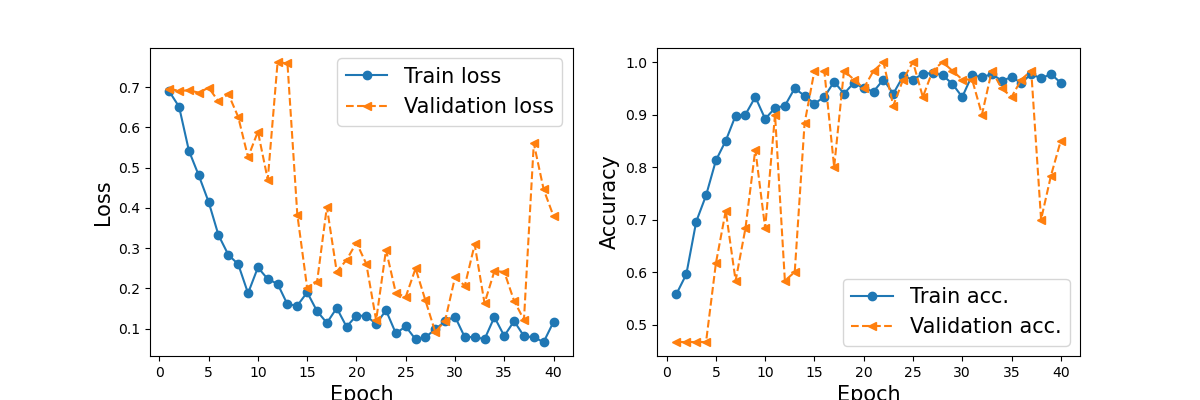 Train loss
Validation loss
0.7
0.6
0.5
0.4
0.3
0.2
0.1
Loss
0 5 10 15 20 25 30 35 40
Epoch
1.0
0.9
0.8
0.7
0.6
0.5
Accuracy
Train acc.
Validation acc.
0 5 10 15 20 25 30 35 40
Epoch